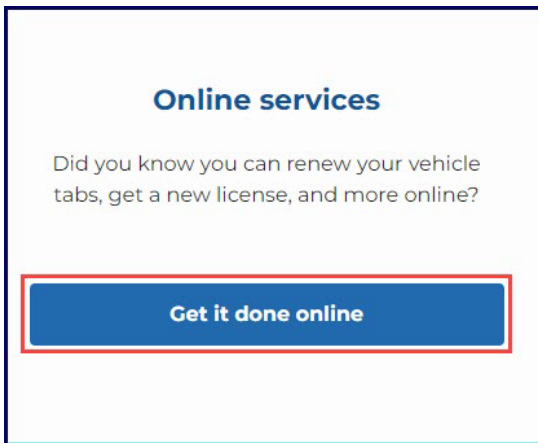 Online services
Did you know you can renew your vehicle
tabs, get a new license, and more online?
Get it done online